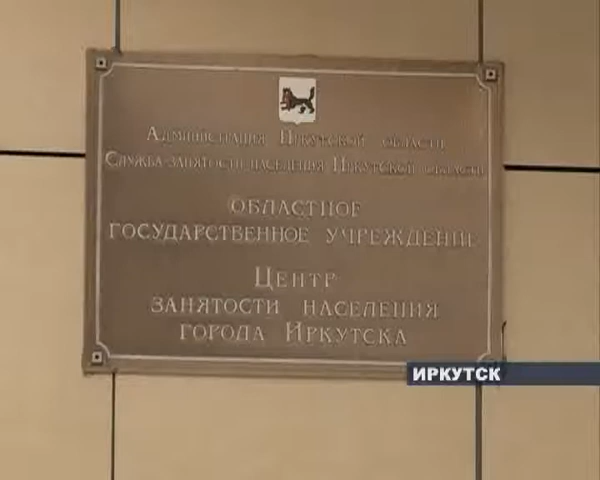 Администрация Иркутской области
Служба занятости населения Иркутской области
Областное
государственное учреждение
Центр
занятости населения
города Иркутска
ИРКУТСК